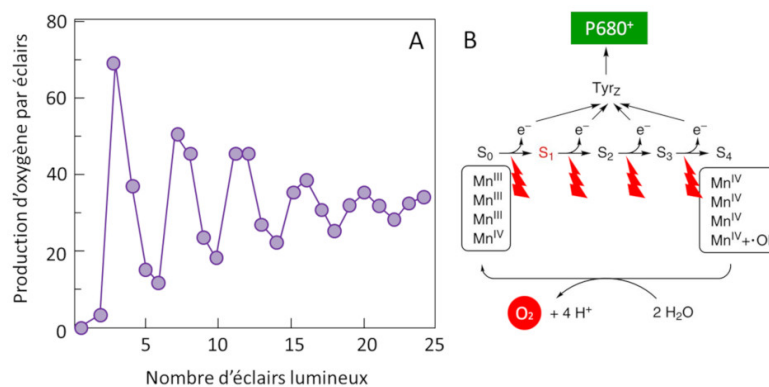 80
60
40
20
0
5
10
15
20
25
Production d'oxygène par éclairs
Nombre d'éclairs lumineux
A
B
P680⁺
Tyr_Z
e⁻ e⁻ e⁻ e⁻
S₀ S₁ S₂ S₃ S₄
Mn^III
Mn^III
Mn^III
Mn^IV
Mn^IV
Mn^IV
Mn^IV
Mn^IV+·O
O₂ + 4 H⁺ 2 H₂O